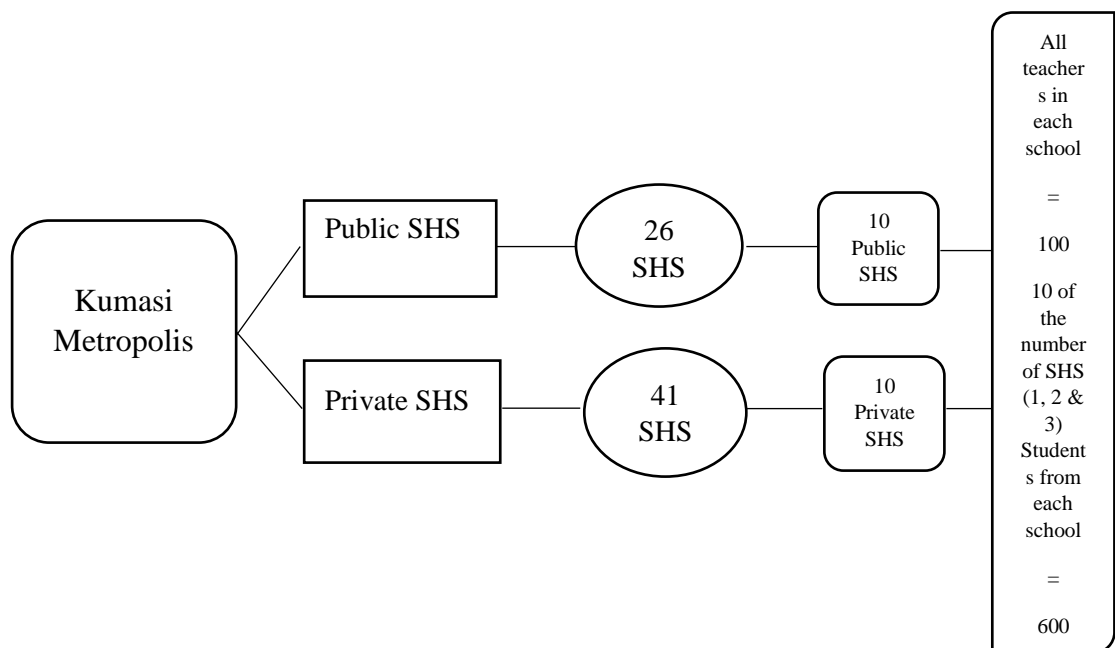 Kumasi
Metropolis
Public SHS
26
SHS
10
Public
SHS
Private SHS
41
SHS
10
Private
SHS
All
teacher
s in
each
school
=
100
10 of
the
number
of SHS
(1, 2 &
3)
Student
s from
each
school
=
600